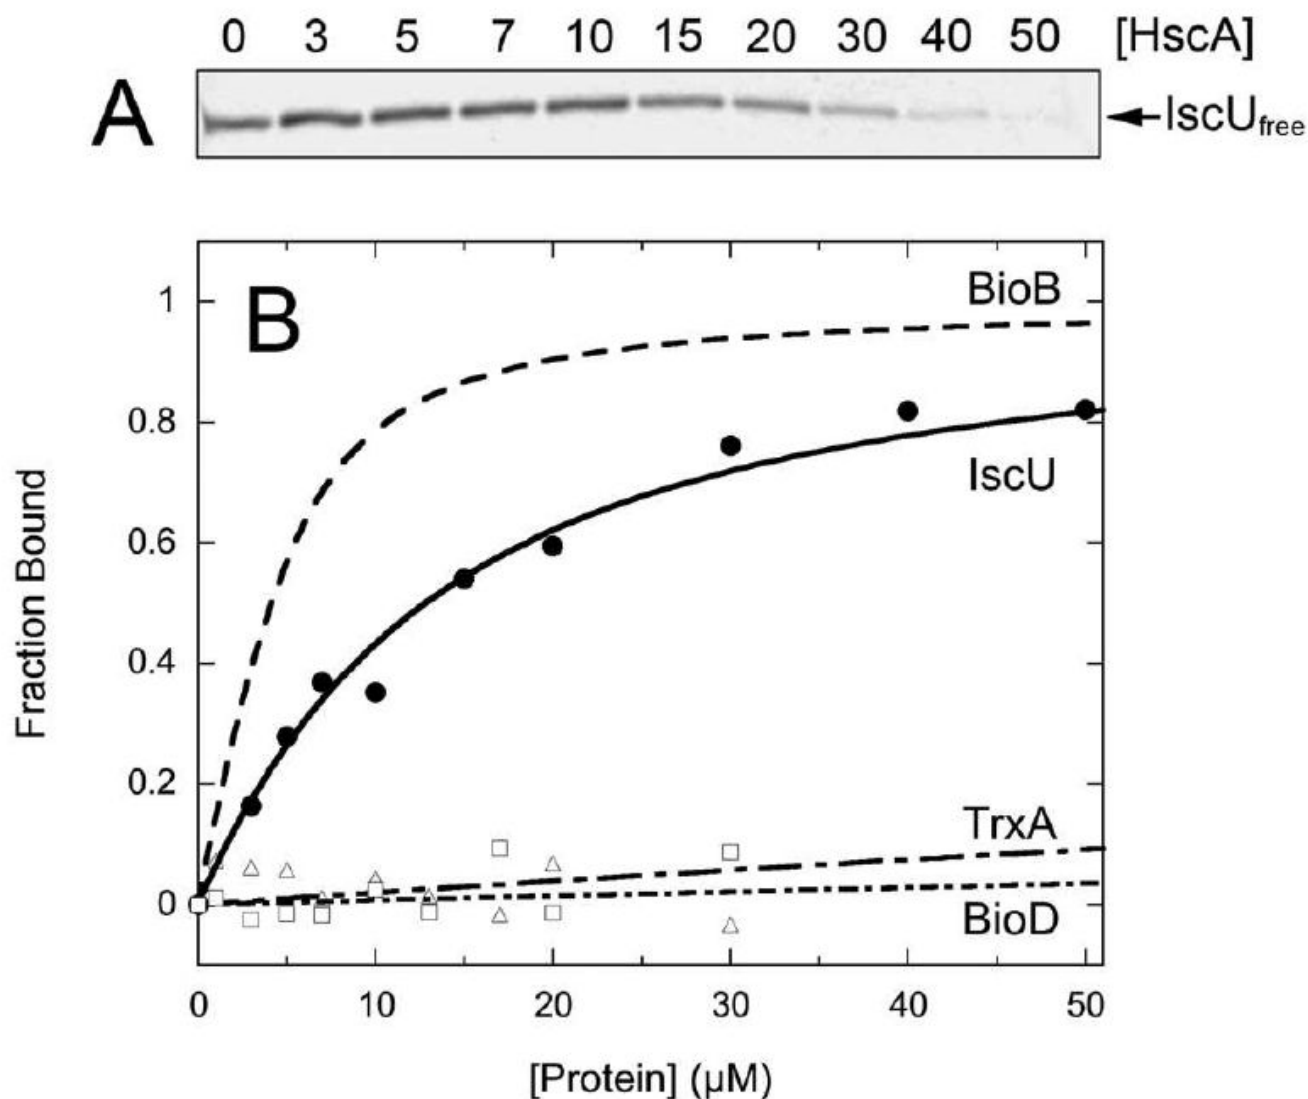 0 3 5 7 10 15 20 30 40 50 [HscA]
A
IscUfree
B
BioB
IscU
TrxA
BioD
1
0.8
0.6
0.4
0.2
0
Fraction Bound
0 10 20 30 40 50
[Protein] (μM)